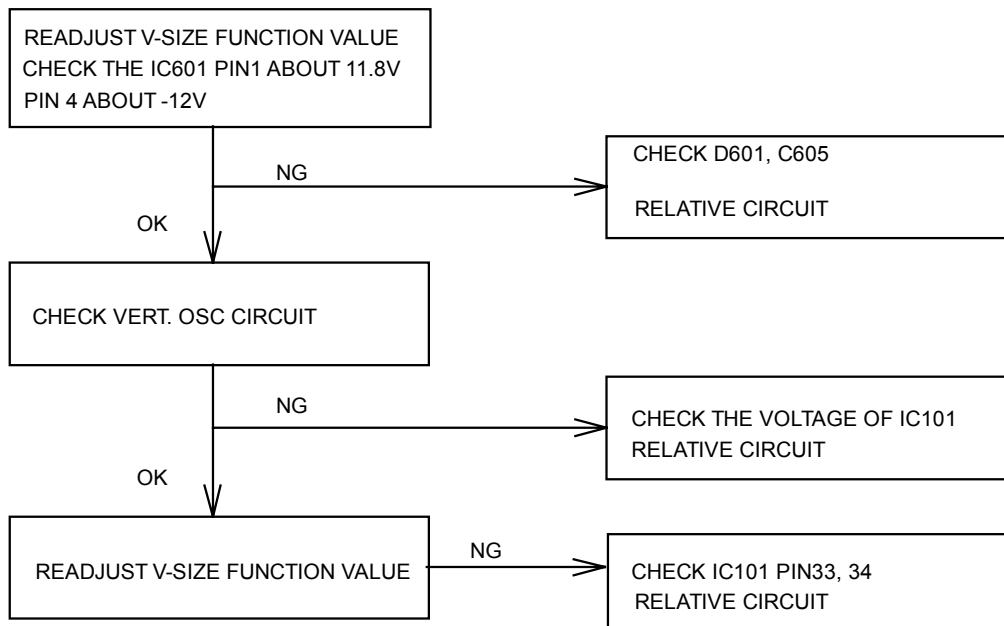 READJUST V-SIZE FUNCTION VALUE
CHECK THE IC601 PIN1 ABOUT 11.8V
PIN 4 ABOUT -12V
NG
CHECK D601, C605
RELATIVE CIRCUIT
OK
CHECK VERT. OSC CIRCUIT
NG
CHECK THE VOLTAGE OF IC101
RELATIVE CIRCUIT
OK
READJUST V-SIZE FUNCTION VALUE
NG
CHECK IC101 PIN33, 34
RELATIVE CIRCUIT